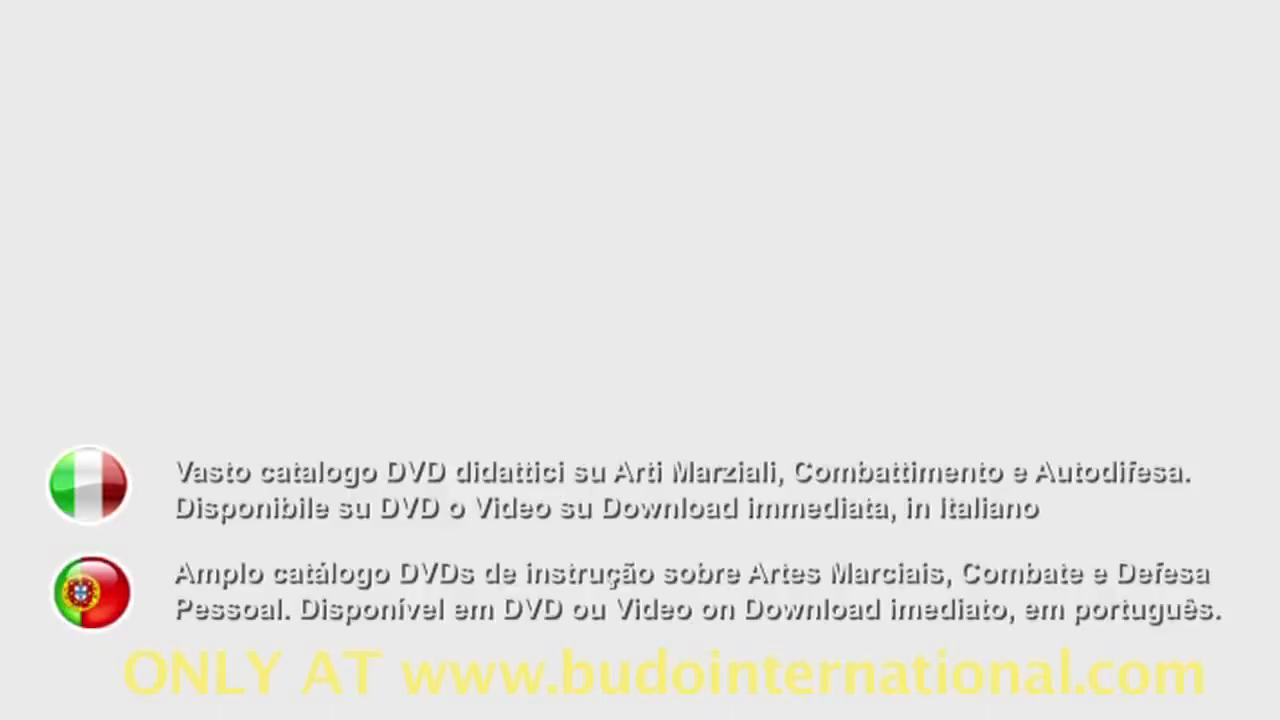 Vasto catalogo DVD didattici su Arti Marziali, Combattimento e Autodifesa.
Disponibile su DVD o Video su Download immediata, in Italiano
Amplo catálogo DVDs de instrução sobre Artes Marciais, Combate e Defesa
Pessoal. Disponível em DVD ou Video on Download imediato, em português.
ONLY AT www.budointernational.com